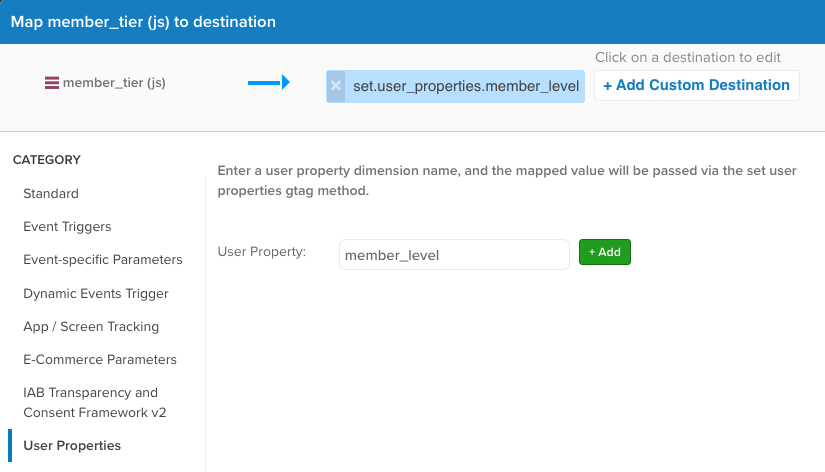 Map member_tier (js) to destination
Click on a destination to edit
member_tier (js)
set.user_properties.member_level
+ Add Custom Destination
CATEGORY
Standard
Event Triggers
Event-specific Parameters
Dynamic Events Trigger
App / Screen Tracking
E-Commerce Parameters
IAB Transparency and
Consent Framework v2
User Properties
Enter a user property dimension name, and the mapped value will be passed via the set user
properties gtag method.
User Property:
member_level
+ Add